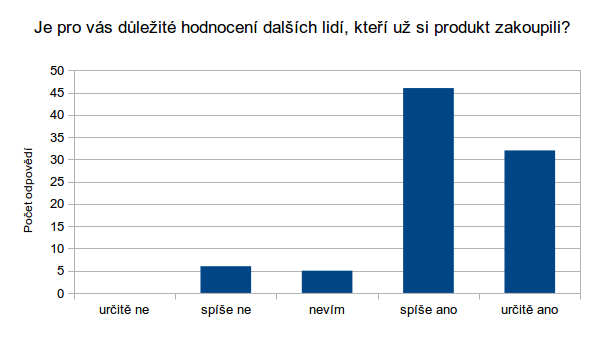 Je pro vás důležité hodnocení dalších lidí, kteří už si produkt zakoupili?
50
45
40
35
30
25
20
15
10
5
0
Počet odpovědí
určitě ne
spíše ne
nevím
spíše ano
určitě ano